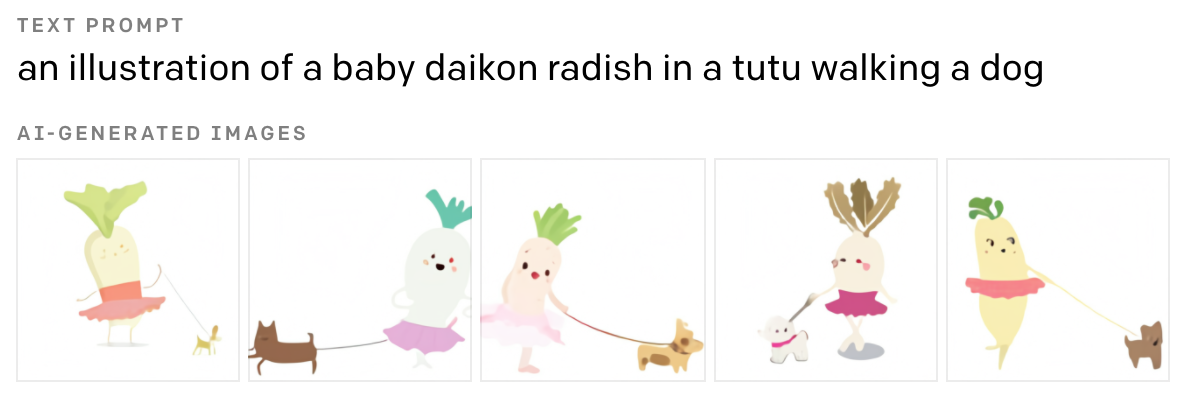 TEXT PROMPT
an illustration of a baby daikon radish in a tutu walking a dog
AI-GENERATED IMAGES